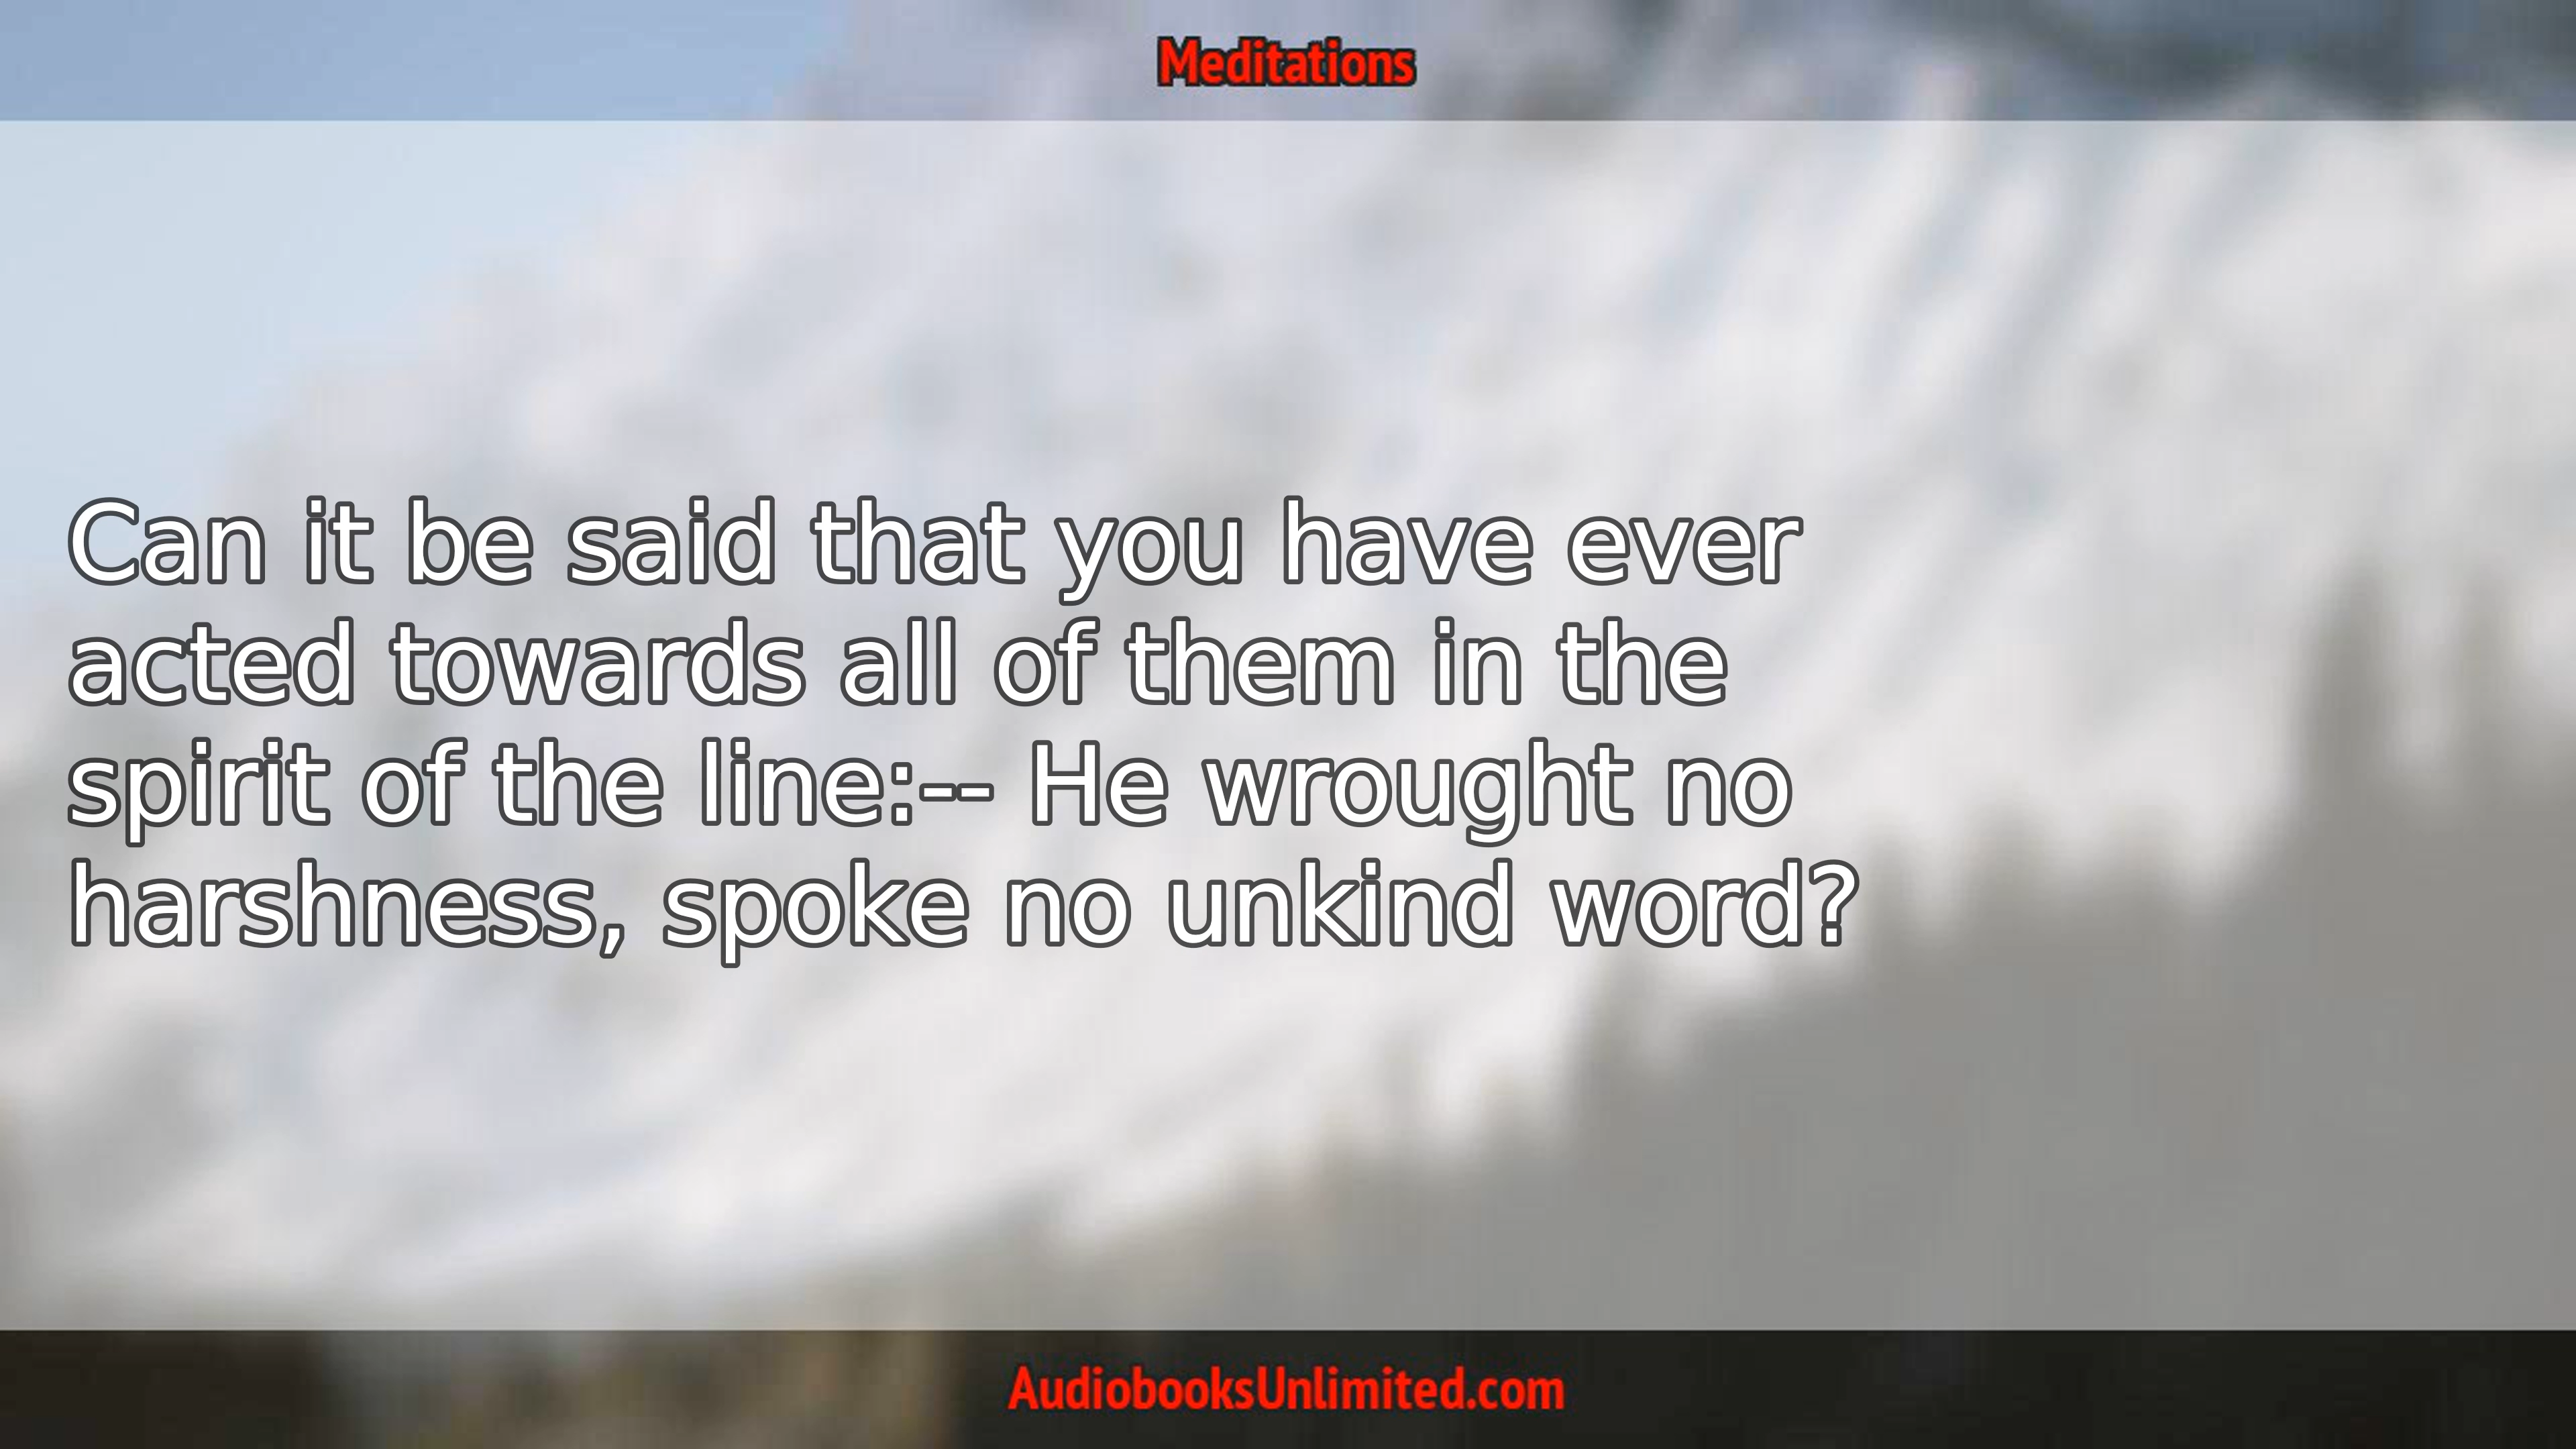 Meditations
Can it be said that you have ever
acted towards all of them in the
spirit of the line:-- He wrought no
harshness, spoke no unkind word?
AudiobooksUnlimited.com